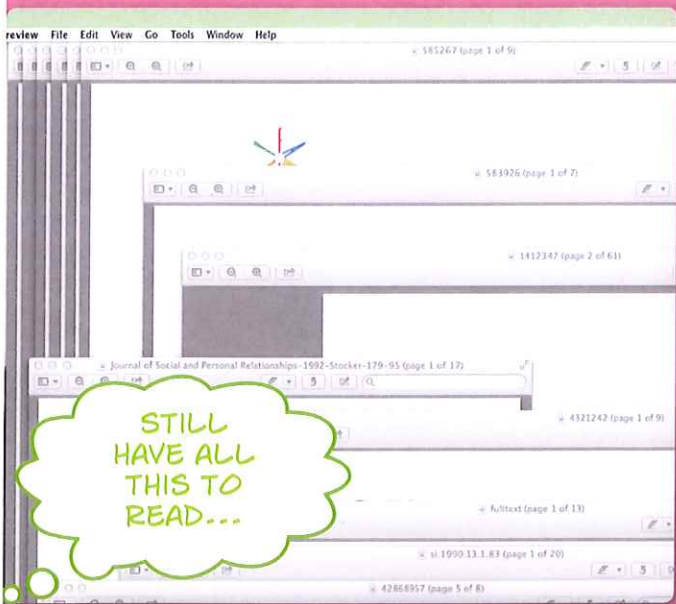 review File Edit View Go Tools Window Help
585267 (page 1 of 9)
583926 (page 1 of 7)
1412347 (page 2 of 61)
Journal of Social and Personal Relationships-1992-Stocker-179-95 (page 1 of 17)
4321242 (page 1 of 9)
STILL
HAVE ALL
THIS TO
READ...
fulltext (page 1 of 13)
si.1990.13.1.83 (page 1 of 20)
42868957 (page 5 of 8)